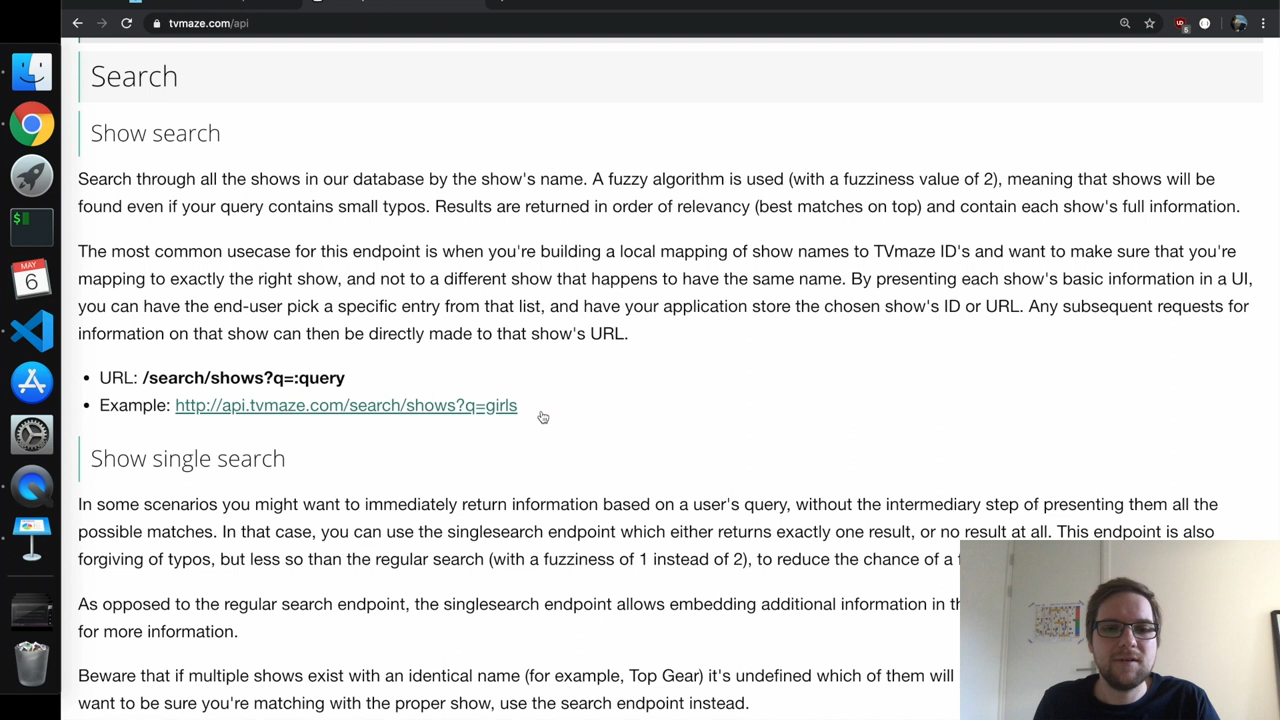 tvmaze.com/api
5
Search
Show search
Search through all the shows in our database by the show's name. A fuzzy algorithm is used (with a fuzziness value of 2), meaning that shows will be
found even if your query contains small typos. Results are returned in order of relevancy (best matches on top) and contain each show's full information.
The most common usecase for this endpoint is when you're building a local mapping of show names to TVmaze ID's and want to make sure that you're
mapping to exactly the right show, and not to a different show that happens to have the same name. By presenting each show's basic information in a UI,
you can have the end-user pick a specific entry from that list, and have your application store the chosen show's ID or URL. Any subsequent requests for
information on that show can then be directly made to that show's URL.
• URL: /search/shows?q=:query
• Example: http://api.tvmaze.com/search/shows?q=girls
Show single search
In some scenarios you might want to immediately return information based on a user's query, without the intermediary step of presenting them all the
possible matches. In that case, you can use the singlesearch endpoint which either returns exactly one result, or no result at all. This endpoint is also
forgiving of typos, but less so than the regular search (with a fuzziness of 1 instead of 2), to reduce the chance of a
As opposed to the regular search endpoint, the singlesearch endpoint allows embedding additional information in th
for more information.
Beware that if multiple shows exist with an identical name (for example, Top Gear) it's undefined which of them will
want to be sure you're matching with the proper show, use the search endpoint instead.
$
MAY
6